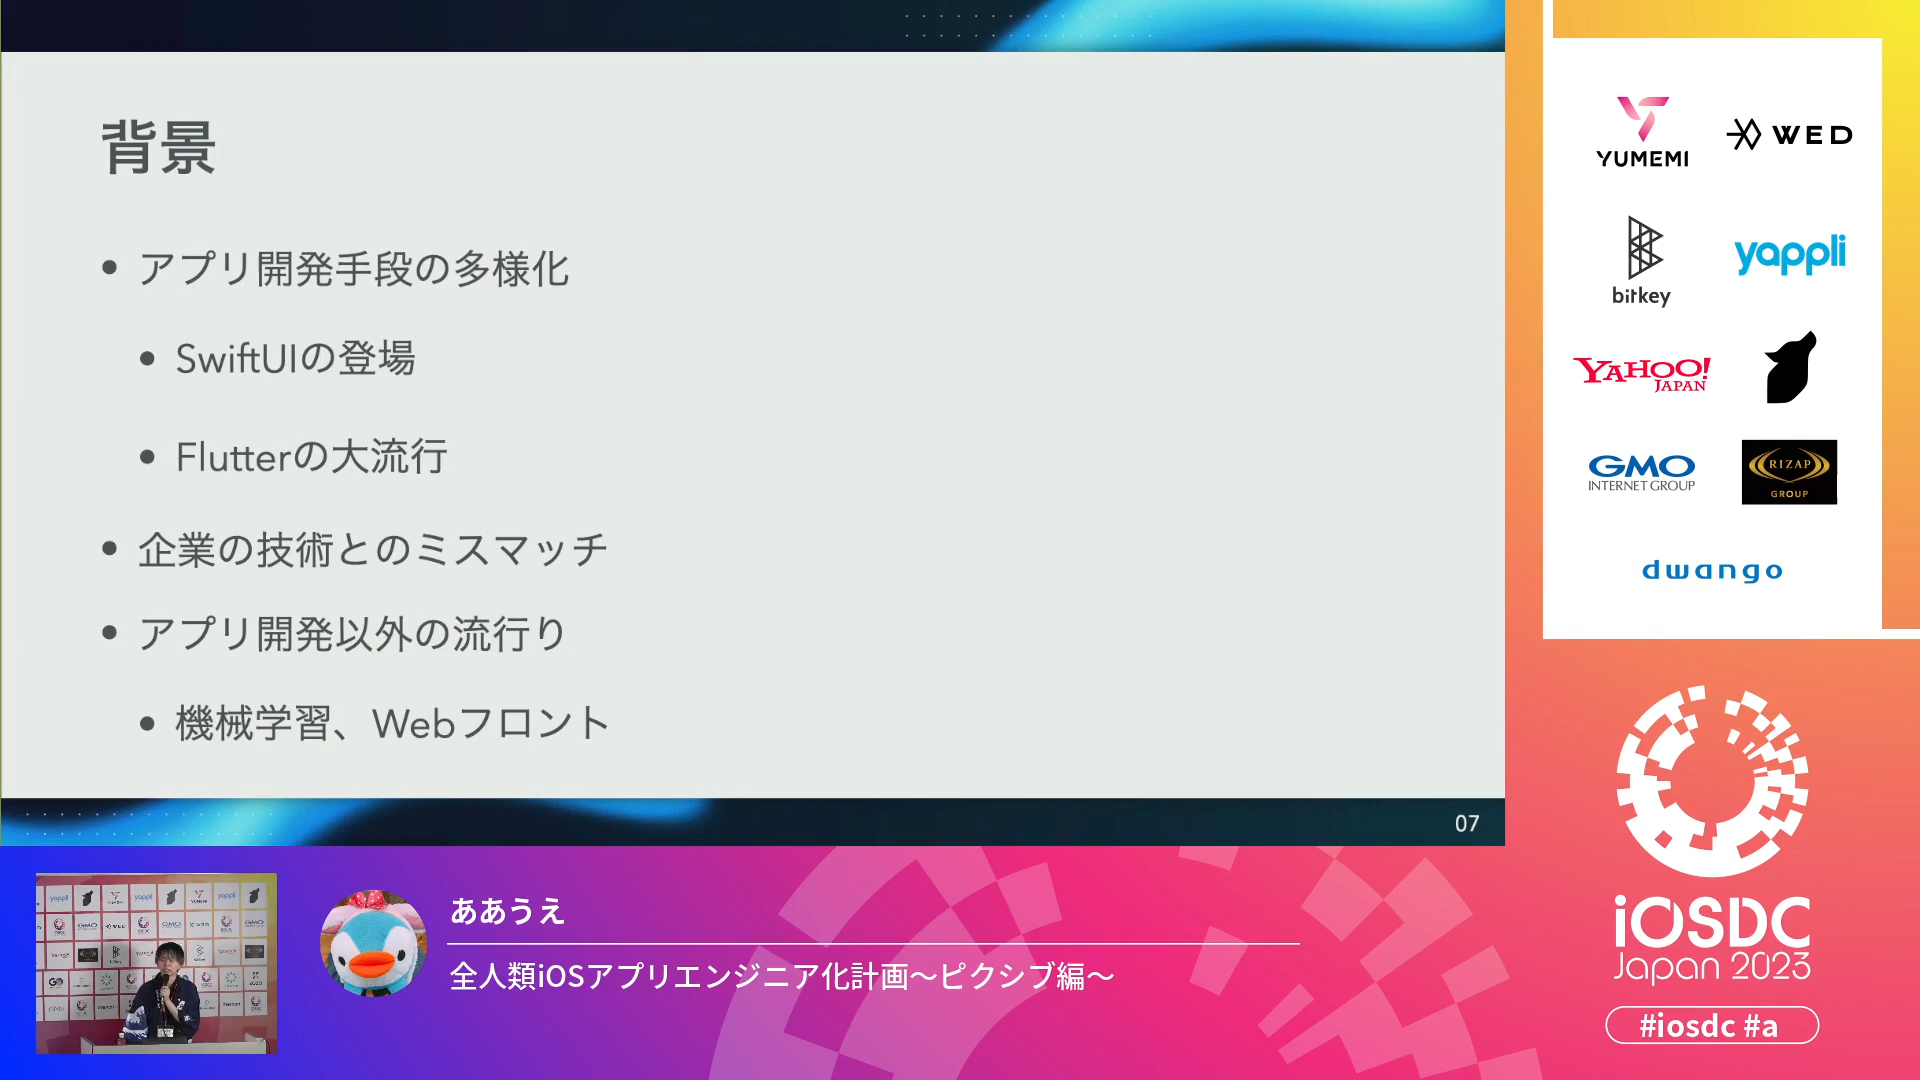 背景
• アプリ開発手段の多様化
• SwiftUIの登場
• Flutterの大流行
• 企業の技術とのミスマッチ
• アプリ開発以外の流行り
• 機械学習、Webフロント
07
YUMEMI
WED
bitkey
yappli
YAHOO!
JAPAN
GMO
INTERNET GROUP
RIZAP
GROUP
dwango
ああうえ
全人類iOSアプリエンジニア化計画〜ピクシブ編〜
iOSDC
Japan 2023
#iosdc #a